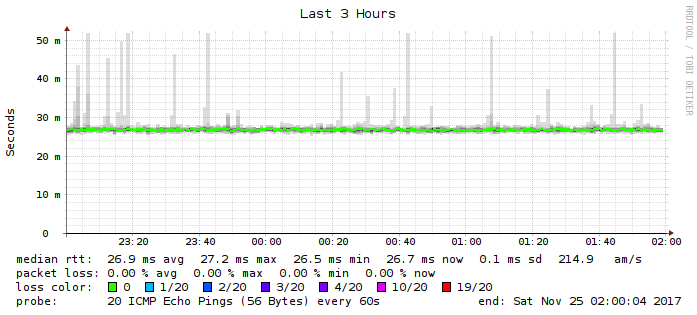 Last 3 Hours
RRDTOOL / TOBI OETIKER
Seconds
50 m
40 m
30 m
20 m
10 m
0
23:20 23:40 00:00 00:20 00:40 01:00 01:20 01:40 02:00
median rtt: 26.9 ms avg 27.2 ms max 26.5 ms min 26.7 ms now 0.1 ms sd 214.9 am/s
packet loss: 0.00 % avg 0.00 % max 0.00 % min 0.00 % now
loss color: 0 1/20 2/20 3/20 4/20 10/20 19/20
probe: 20 ICMP Echo Pings (56 Bytes) every 60s end: Sat Nov 25 02:00:04 2017